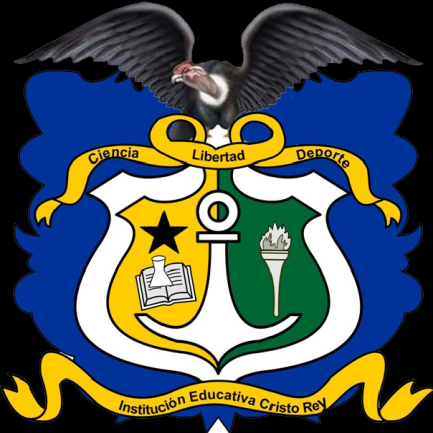 Ciencia Libertad Deporte
Institución Educativa Cristo Rey